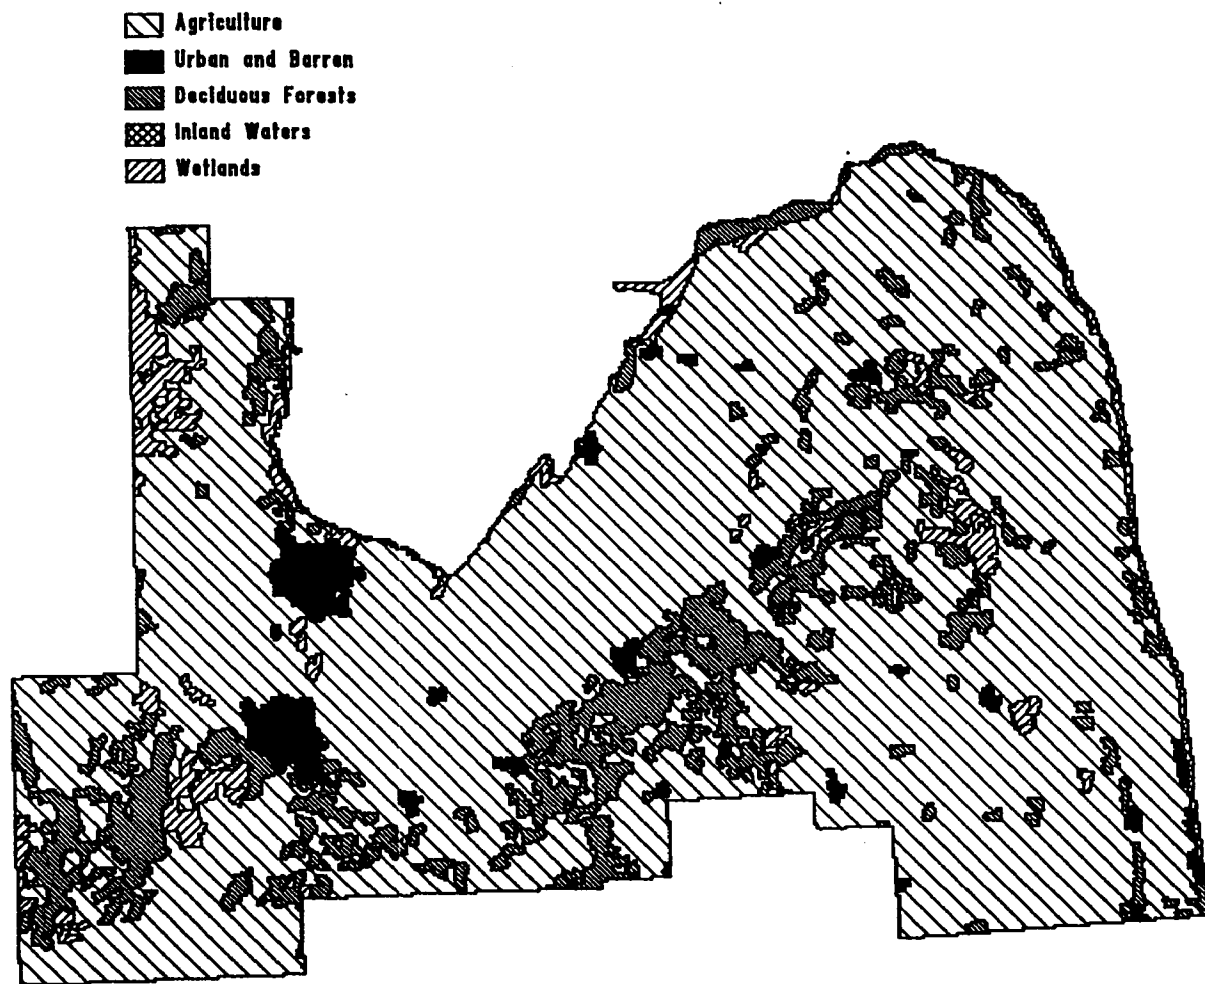 Agriculture
Urban and Barren
Deciduous Forests
Inland Waters
Wetlands